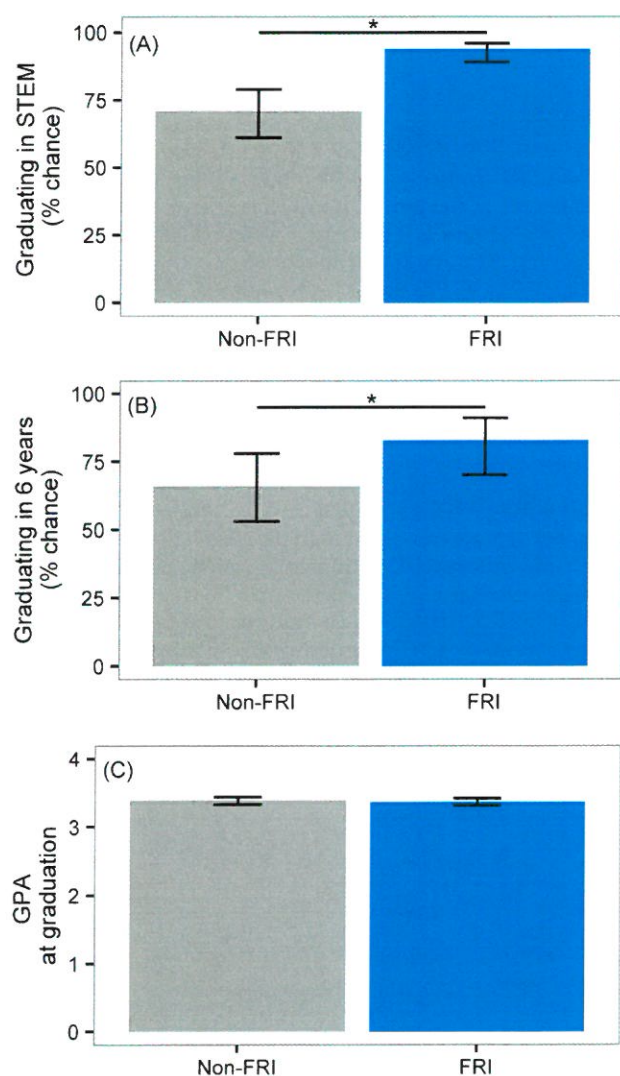 (A)
*
Graduating in STEM
(% chance)
100
75
50
25
0
Non-FRI FRI
(B)
*
Graduating in 6 years
(% chance)
100
75
50
25
0
Non-FRI FRI
(C)
GPA
at graduation
4
3
2
1
0
Non-FRI FRI